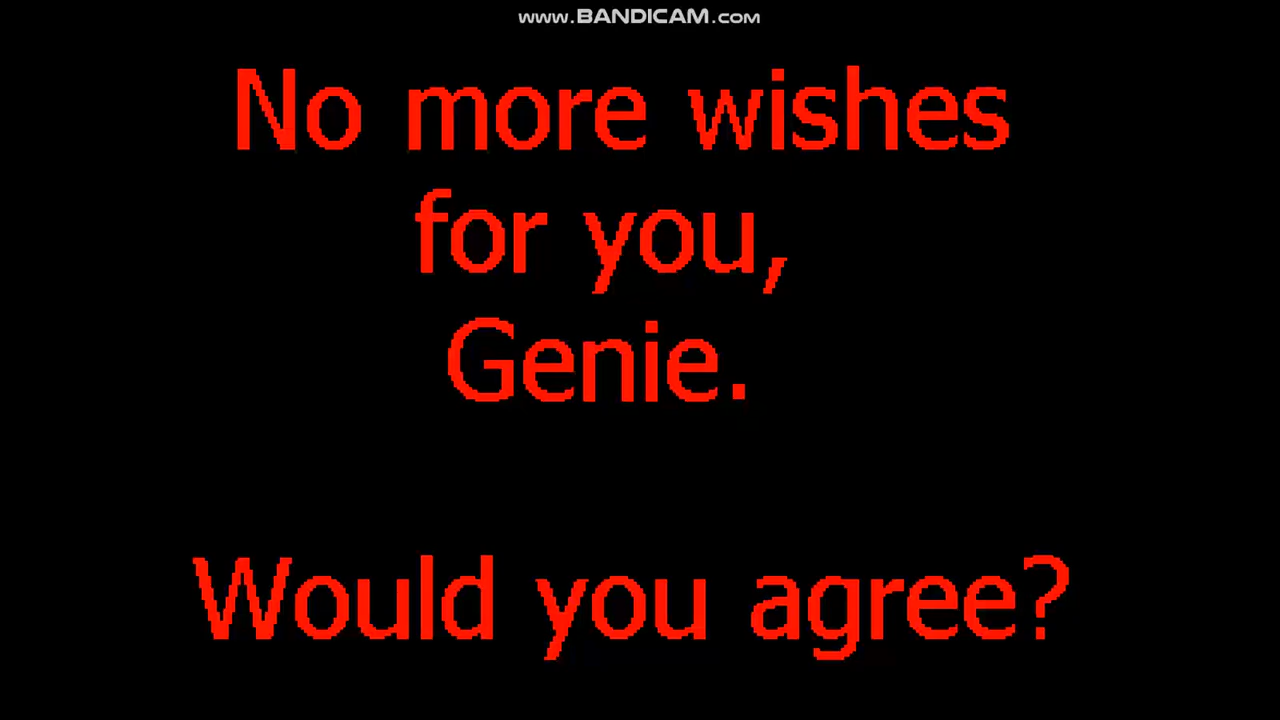 www.BANDICAM.com
No more wishes
for you,
Genie.
Would you agree?